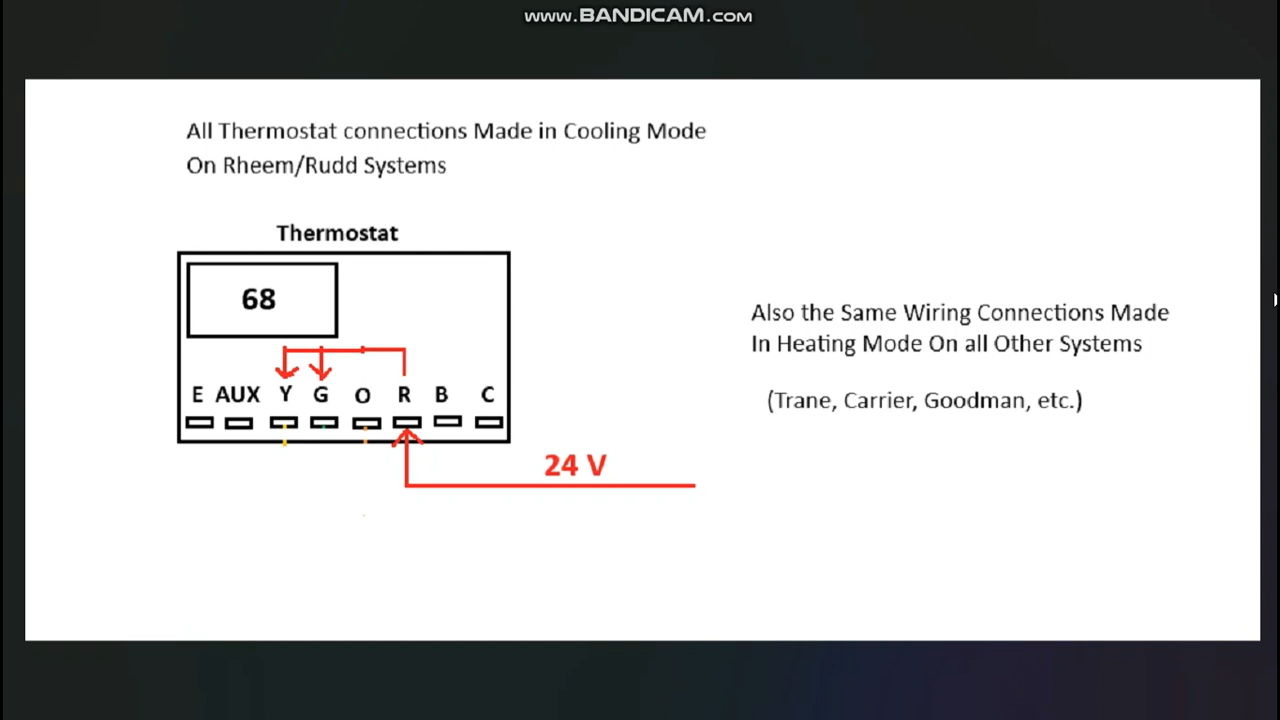 www.BANDICAM.com
All Thermostat connections Made in Cooling Mode
On Rheem/Rudd Systems
Thermostat
68
E AUX Y G O R B C
24 V
Also the Same Wiring Connections Made
In Heating Mode On all Other Systems
(Trane, Carrier, Goodman, etc.)